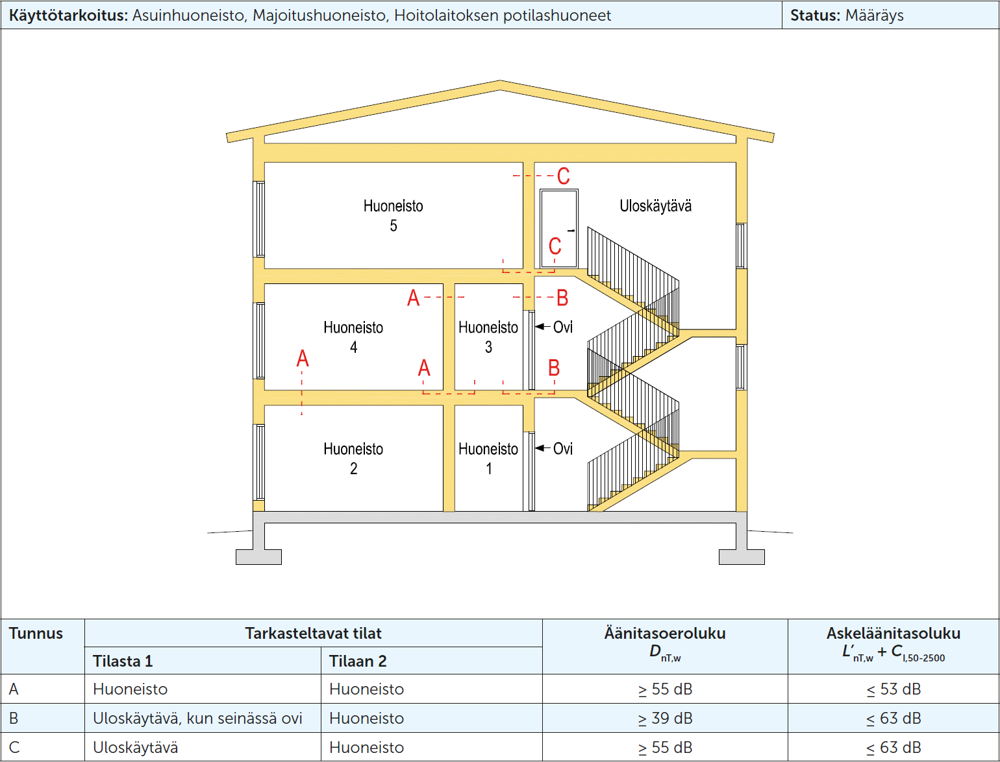 Käyttötarkoitus: Asuinhuoneisto, Majoitushuoneisto, Hoitolaitoksen potilashuoneet
Status: Määräys
C
Huoneisto
5
Uloskäytävä
C
A
B
Huoneisto
4
Huoneisto
3
Ovi
A
A
B
Huoneisto
2
Huoneisto
1
Ovi
Tunnus
Tarkasteltavat tilat
Äänitasoeroluku
DnT,w
Askeläänitasoluku
L’nT,w + CI,50-2500
Tilasta 1
Tilaan 2
A
Huoneisto
Huoneisto
≥ 55 dB
≤ 53 dB
B
Uloskäytävä, kun seinässä ovi
Huoneisto
≥ 39 dB
≤ 63 dB
C
Uloskäytävä
Huoneisto
≥ 55 dB
≤ 63 dB